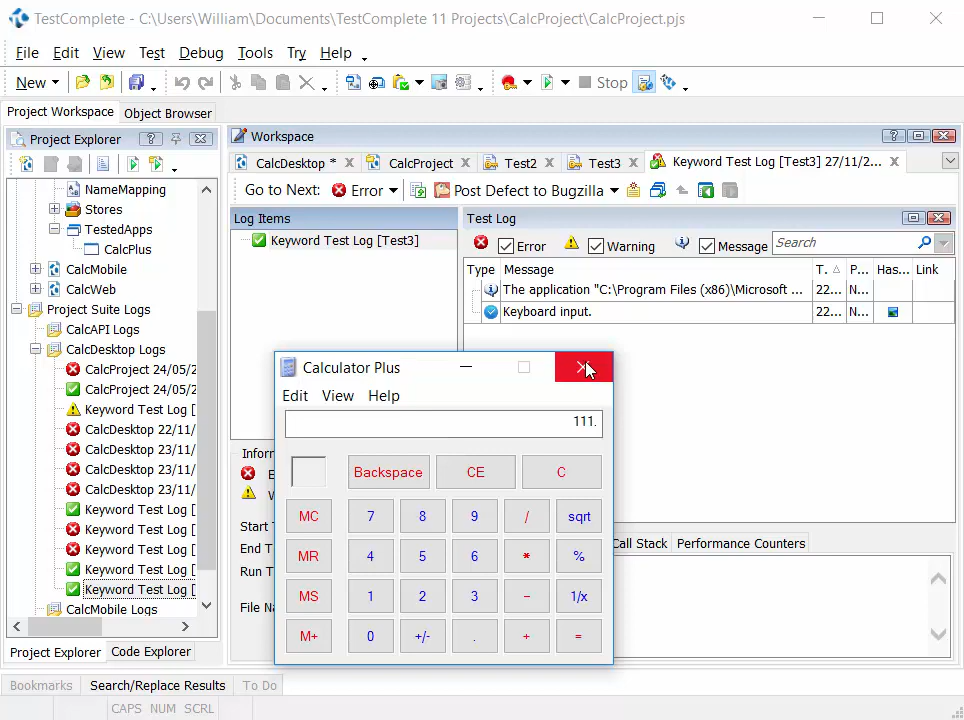 TestComplete - C:\Users\William\Documents\TestComplete 11 Projects\CalcProject\CalcProject.pjs
File Edit View Test Debug Tools Try Help
New Stop
Project Workspace Object Browser
Project Explorer
NameMapping
Stores
TestedApps
CalcPlus
CalcMobile
CalcWeb
Project Suite Logs
CalcAPI Logs
CalcDesktop Logs
CalcProject 24/05/2
CalcProject 24/05/2
Keyword Test Log [
CalcDesktop 22/11/
CalcDesktop 23/11/
CalcDesktop 23/11/
CalcDesktop 23/11/
Keyword Test Log [
Keyword Test Log [
Keyword Test Log [
Keyword Test Log [
Keyword Test Log [
CalcMobile Logs
Project Explorer Code Explorer
Workspace
CalcDesktop * CalcProject Test2 Test3 Keyword Test Log [Test3] 27/11/2...
Go to Next: Error Post Defect to Bugzilla
Log Items
Keyword Test Log [Test3]
Test Log
Error Warning Message Search
Type Message T. P... Has... Link
The application "C:\Program Files (x86)\Microsoft ... 22... N...
Keyboard input. 22... N...
Infor
Start T
End T
Run T
File Na
Call Stack Performance Counters
Calculator Plus
Edit View Help
111.
Backspace CE C
MC 7 8 9 / sqrt
MR 4 5 6 * %
MS 1 2 3 - 1/x
M+ 0 +/- . + =
Bookmarks Search/Replace Results To Do
CAPS NUM SCRL